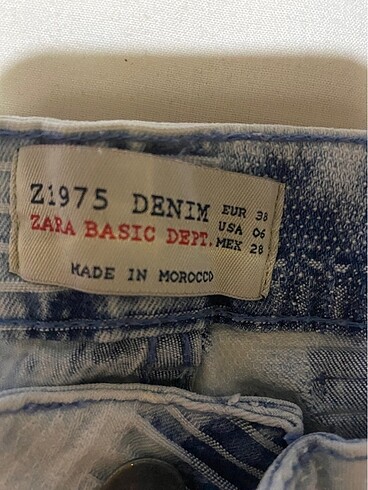 Z1975 DENIM
ZARA BASIC DEPT.
EUR 38
USA 06
MEX 28
MADE IN MOROCCO